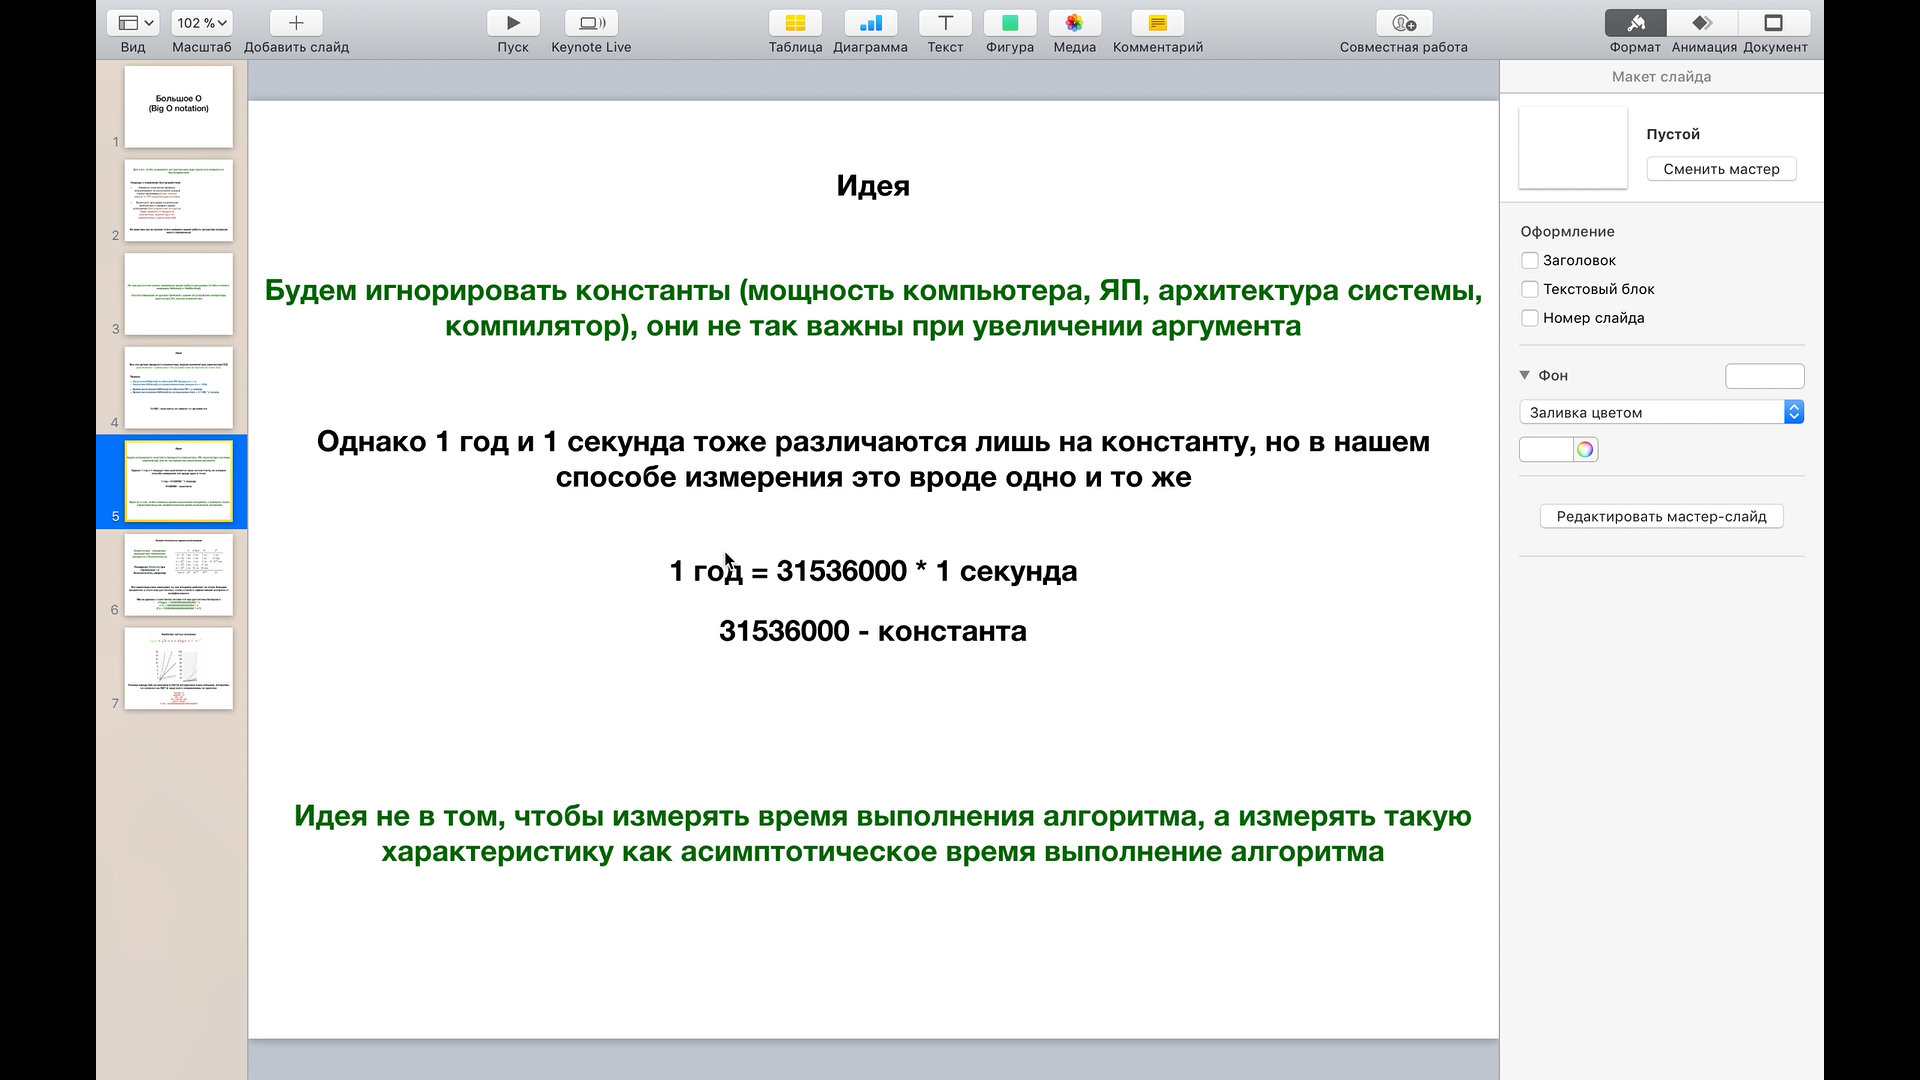 102 %
Вид
Масштаб
Добавить слайд
Пуск
Keynote Live
Таблица
Диаграмма
Текст
Фигура
Медиа
Комментарий
Совместная работа
Формат
Анимация
Документ
Большое О
(Big O notation)
1
2
3
4
5
6
7
Идея
Будем игнорировать константы (мощность компьютера, ЯП, архитектура системы,
компилятор), они не так важны при увеличении аргумента
Однако 1 год и 1 секунда тоже различаются лишь на константу, но в нашем
способе измерения это вроде одно и то же
1 год = 31536000 * 1 секунда
31536000 - константа
Идея не в том, чтобы измерять время выполнения алгоритма, а измерять такую
характеристику как асимптотическое время выполнение алгоритма
Макет слайда
Пустой
Сменить мастер
Оформление
Заголовок
Текстовый блок
Номер слайда
Фон
Заливка цветом
Редактировать мастер-слайд